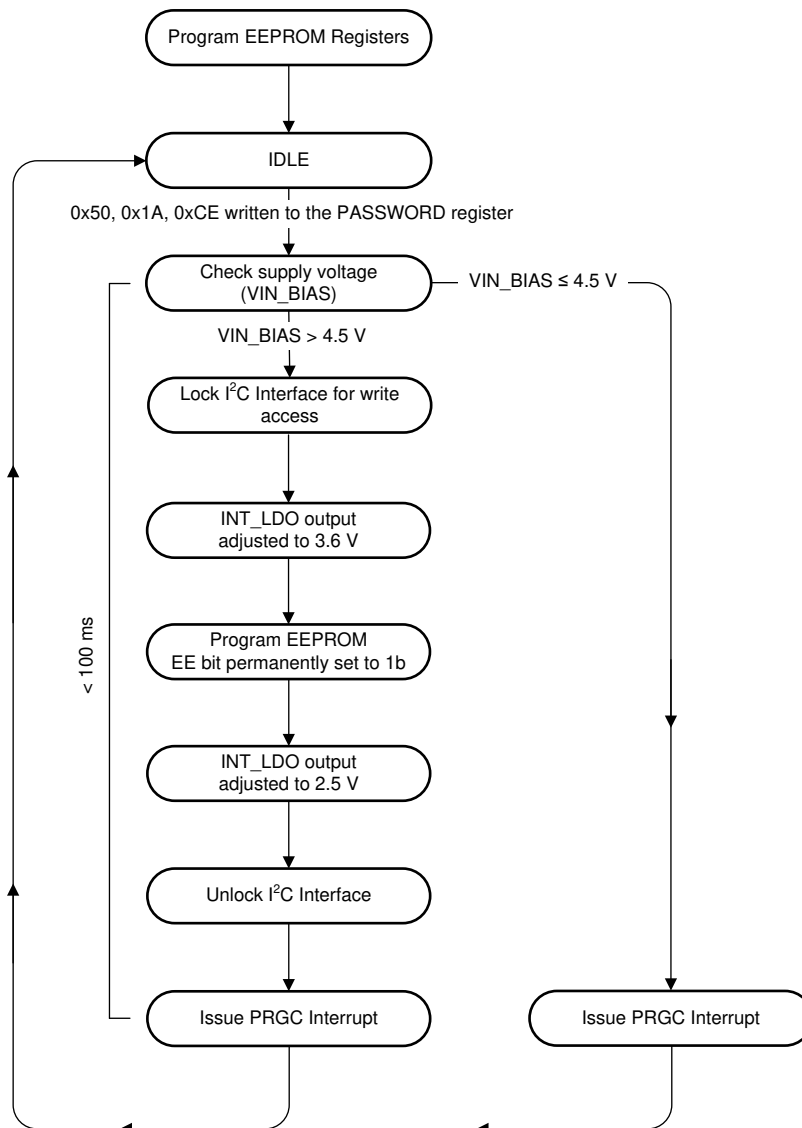 Program EEPROM Registers
IDLE
0x50, 0x1A, 0xCE written to the PASSWORD register
Check supply voltage
(VIN_BIAS)
VIN_BIAS ≤ 4.5 V
VIN_BIAS > 4.5 V
Lock I²C Interface for write
access
INT_LDO output
adjusted to 3.6 V
< 100 ms
Program EEPROM
EE bit permanently set to 1b
INT_LDO output
adjusted to 2.5 V
Unlock I²C Interface
Issue PRGC Interrupt
Issue PRGC Interrupt